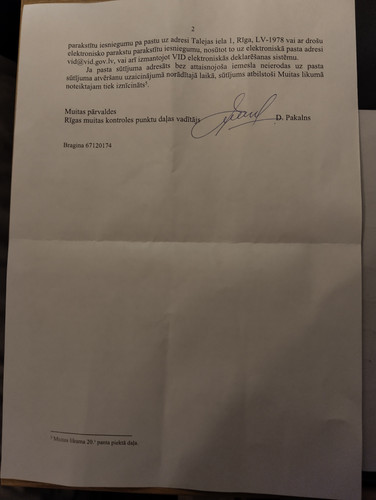 2
parakstītu iesniegumu pa pastu uz adresi Talejas iela 1, Rīga, LV-1978 vai ar drošu
elektronisko parakstu parakstītu iesniegumu, nosūtot to uz elektroniskā pasta adresi
vid@vid.gov.lv, vai arī izmantojot VID elektroniskās deklarēšanas sistēmu.
Ja pasta sūtījuma adresāts bez attaisnojoša iemesla neierodas uz pasta
sūtījuma atvēršanu uzaicinājumā norādītajā laikā, sūtījums atbilstoši Muitas likumā
noteiktajam tiek iznīcināts³.
Muitas pārvaldes
Rīgas muitas kontroles punktu daļas vadītājs D. Pakalns
Bragina 67120174
³ Muitas likuma 20.¹ panta piektā daļa.